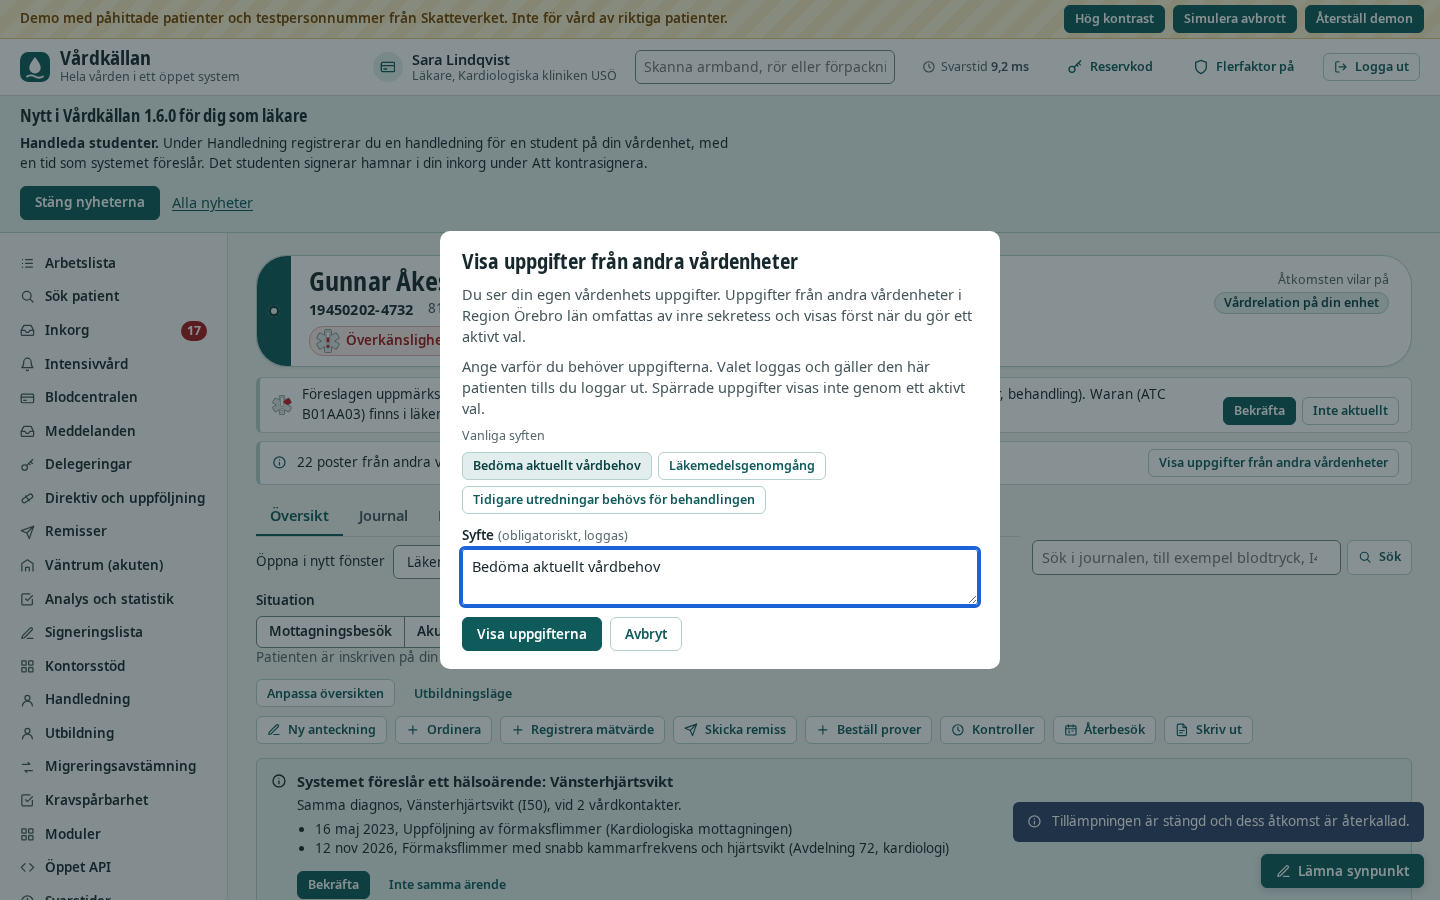 Demo med påhittade patienter och testpersonnummer från Skatteverket. Inte för vård av riktiga patienter.
Hög kontrast
Simulera avbrott
Återställ demon
Vårdkällan
Hela vården i ett öppet system
Sara Lindqvist
Läkare, Kardiologiska kliniken USÖ
Skanna armband, rör eller förpackni
Svarstid 9,2 ms
Reservkod
Flerfaktor på
Logga ut
Nytt i Vårdkällan 1.6.0 för dig som läkare
Handleda studenter. Under Handledning registrerar du en handledning för en student på din vårdenhet, med
en tid som systemet föreslår. Det studenten signerar hamnar i din inkorg under Att kontrasignera.
Stäng nyheterna
Alla nyheter
Arbetslista
Sök patient
Inkorg
17
Intensivvård
Blodcentralen
Meddelanden
Delegeringar
Direktiv och uppföljning
Remisser
Väntrum (akuten)
Analys och statistik
Signeringslista
Kontorsstöd
Handledning
Utbildning
Migreringsavstämning
Kravspårbarhet
Moduler
Öppet API
Svarstider
Gunnar Åkes
19450202-4732
81
Överkänslighe
Åtkomsten vilar på
Vårdrelation på din enhet
Föreslagen uppmärks
, behandling). Waran (ATC
B01AA03) finns i läker
Bekräfta
Inte aktuellt
22 poster från andra v
Visa uppgifter från andra vårdenheter
Översikt
Journal
Öppna i nytt fönster
Läken
Sök i journalen, till exempel blodtryck, I
Sök
Situation
Mottagningsbesök
Aku
Patienten är inskriven på din
Anpassa översikten
Utbildningsläge
Ny anteckning
Ordinera
Registrera mätvärde
Skicka remiss
Beställ prover
Kontroller
Återbesök
Skriv ut
Systemet föreslår ett hälsoärende: Vänsterhjärtsvikt
Samma diagnos, Vänsterhjärtsvikt (I50), vid 2 vårdkontakter.
• 16 maj 2023, Uppföljning av förmaksflimmer (Kardiologiska mottagningen)
• 12 nov 2026, Förmaksflimmer med snabb kammarfrekvens och hjärtsvikt (Avdelning 72, kardiologi)
Bekräfta
Inte samma ärende
Visa uppgifter från andra vårdenheter
Du ser din egen vårdenhets uppgifter. Uppgifter från andra vårdenheter i
Region Örebro län omfattas av inre sekretess och visas först när du gör ett
aktivt val.
Ange varför du behöver uppgifterna. Valet loggas och gäller den här
patienten tills du loggar ut. Spärrade uppgifter visas inte genom ett aktivt
val.
Vanliga syften
Bedöma aktuellt vårdbehov
Läkemedelsgenomgång
Tidigare utredningar behövs för behandlingen
Syfte (obligatoriskt, loggas)
Bedöma aktuellt vårdbehov
Visa uppgifterna
Avbryt
Tillämpningen är stängd och dess åtkomst är återkallad.
Lämna synpunkt